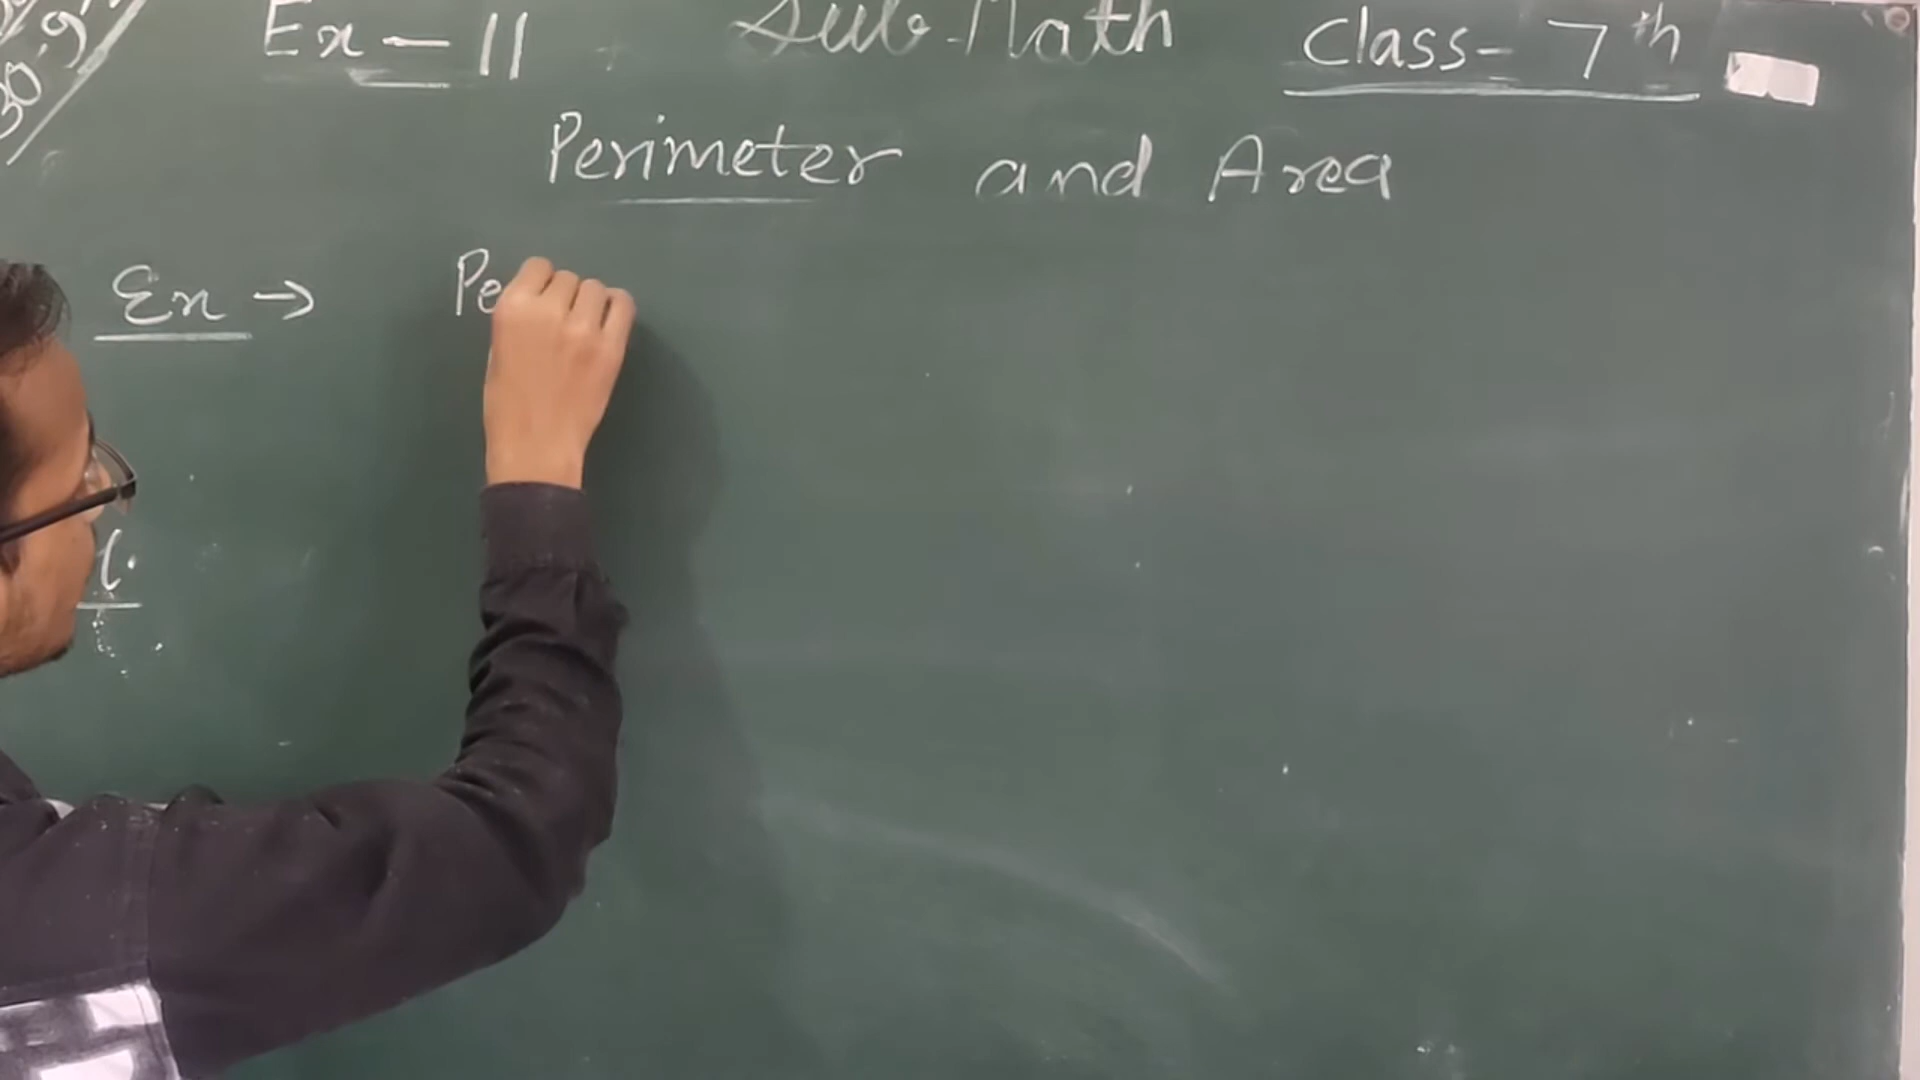 Ex - 11 Sub-Math Class- 7th
Perimeter and Area
Ex → Pe